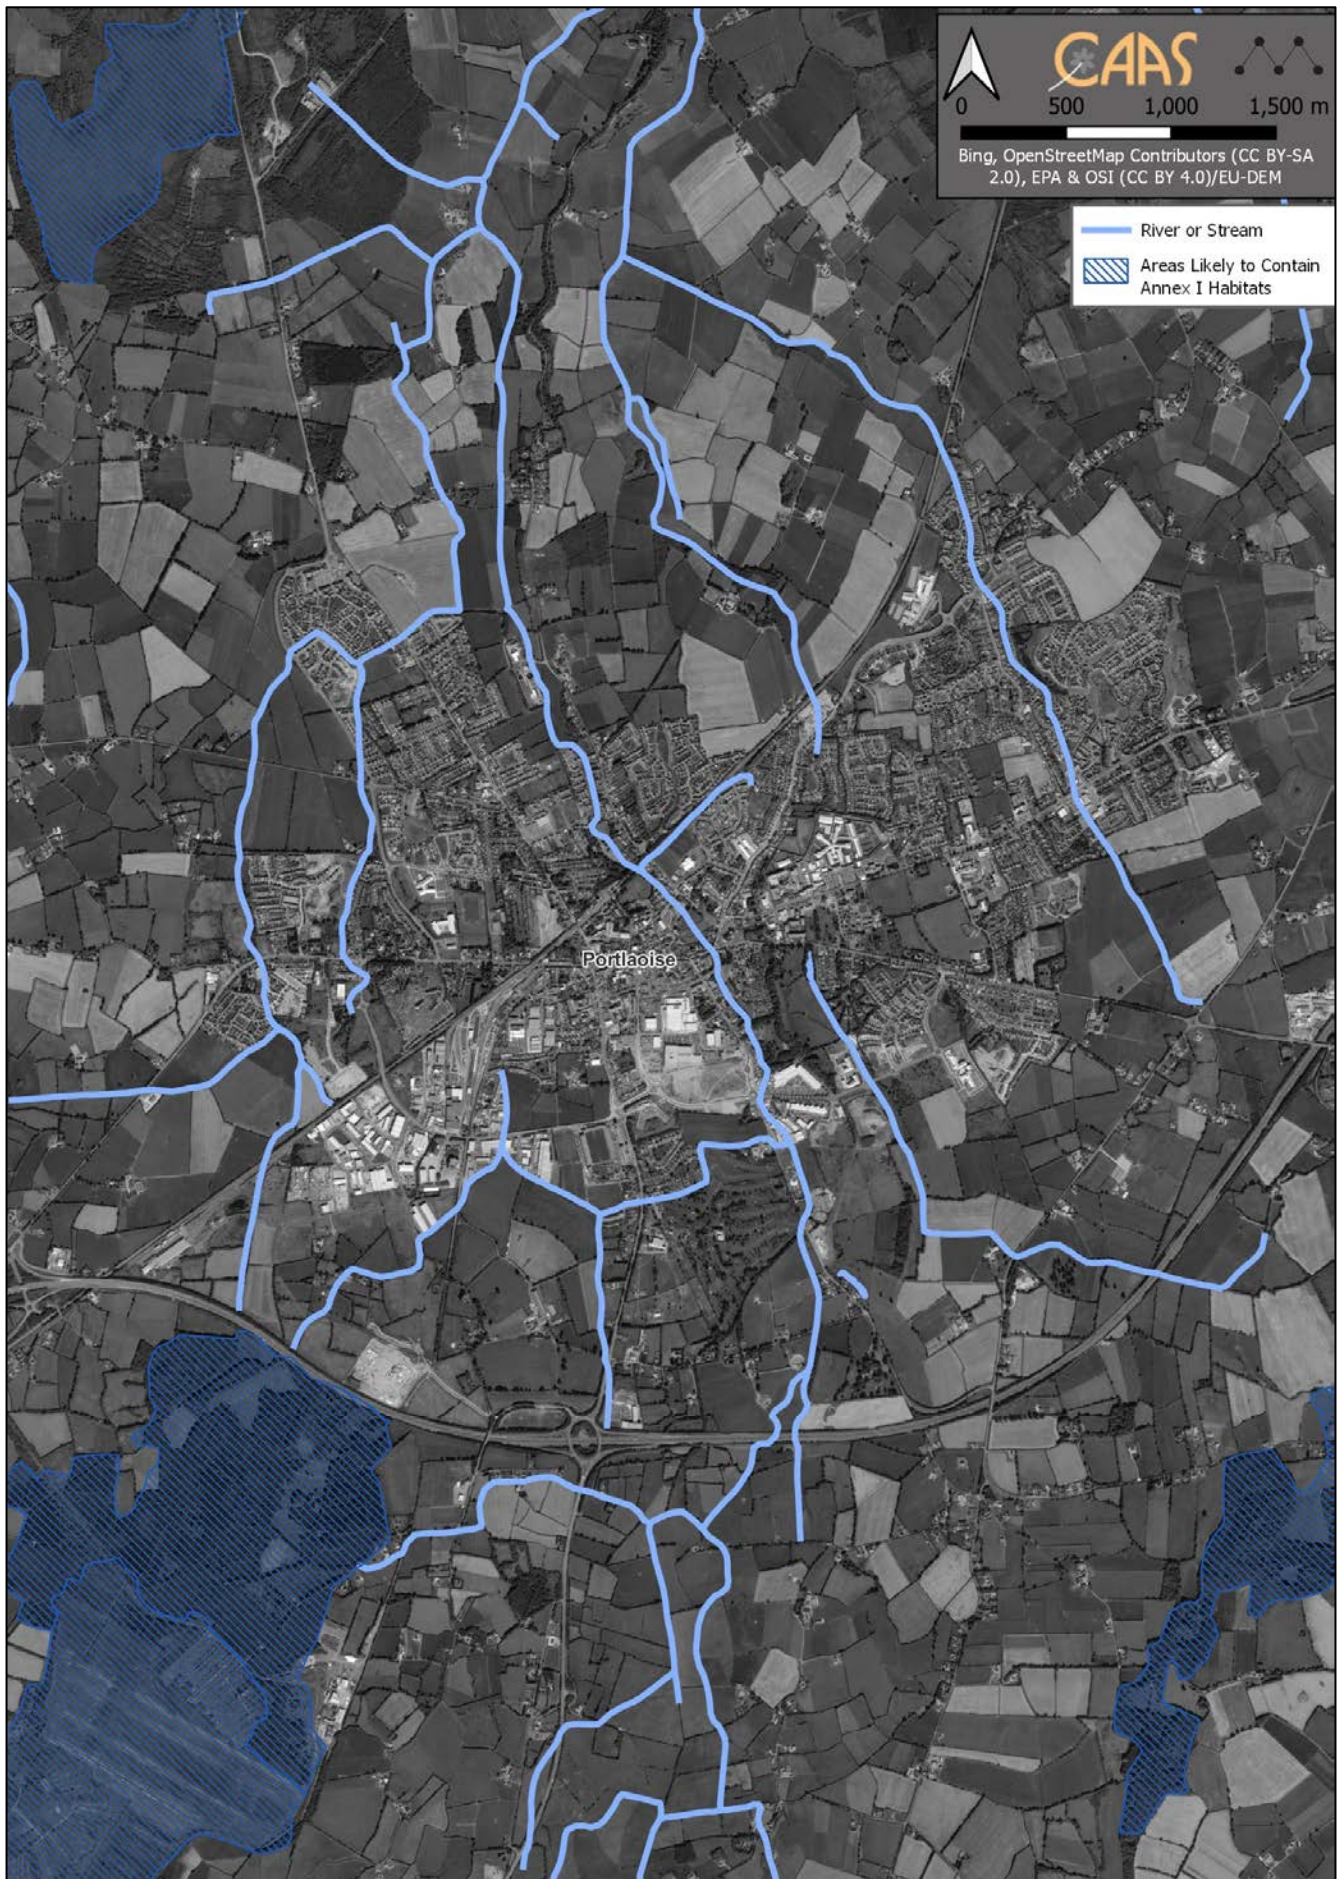 CAAS
0 500 1,000 1,500 m
Bing, OpenStreetMap Contributors (CC BY-SA
2.0), EPA & OSI (CC BY 4.0)/EU-DEM
River or Stream
Areas Likely to Contain
Annex I Habitats
Portlaoise